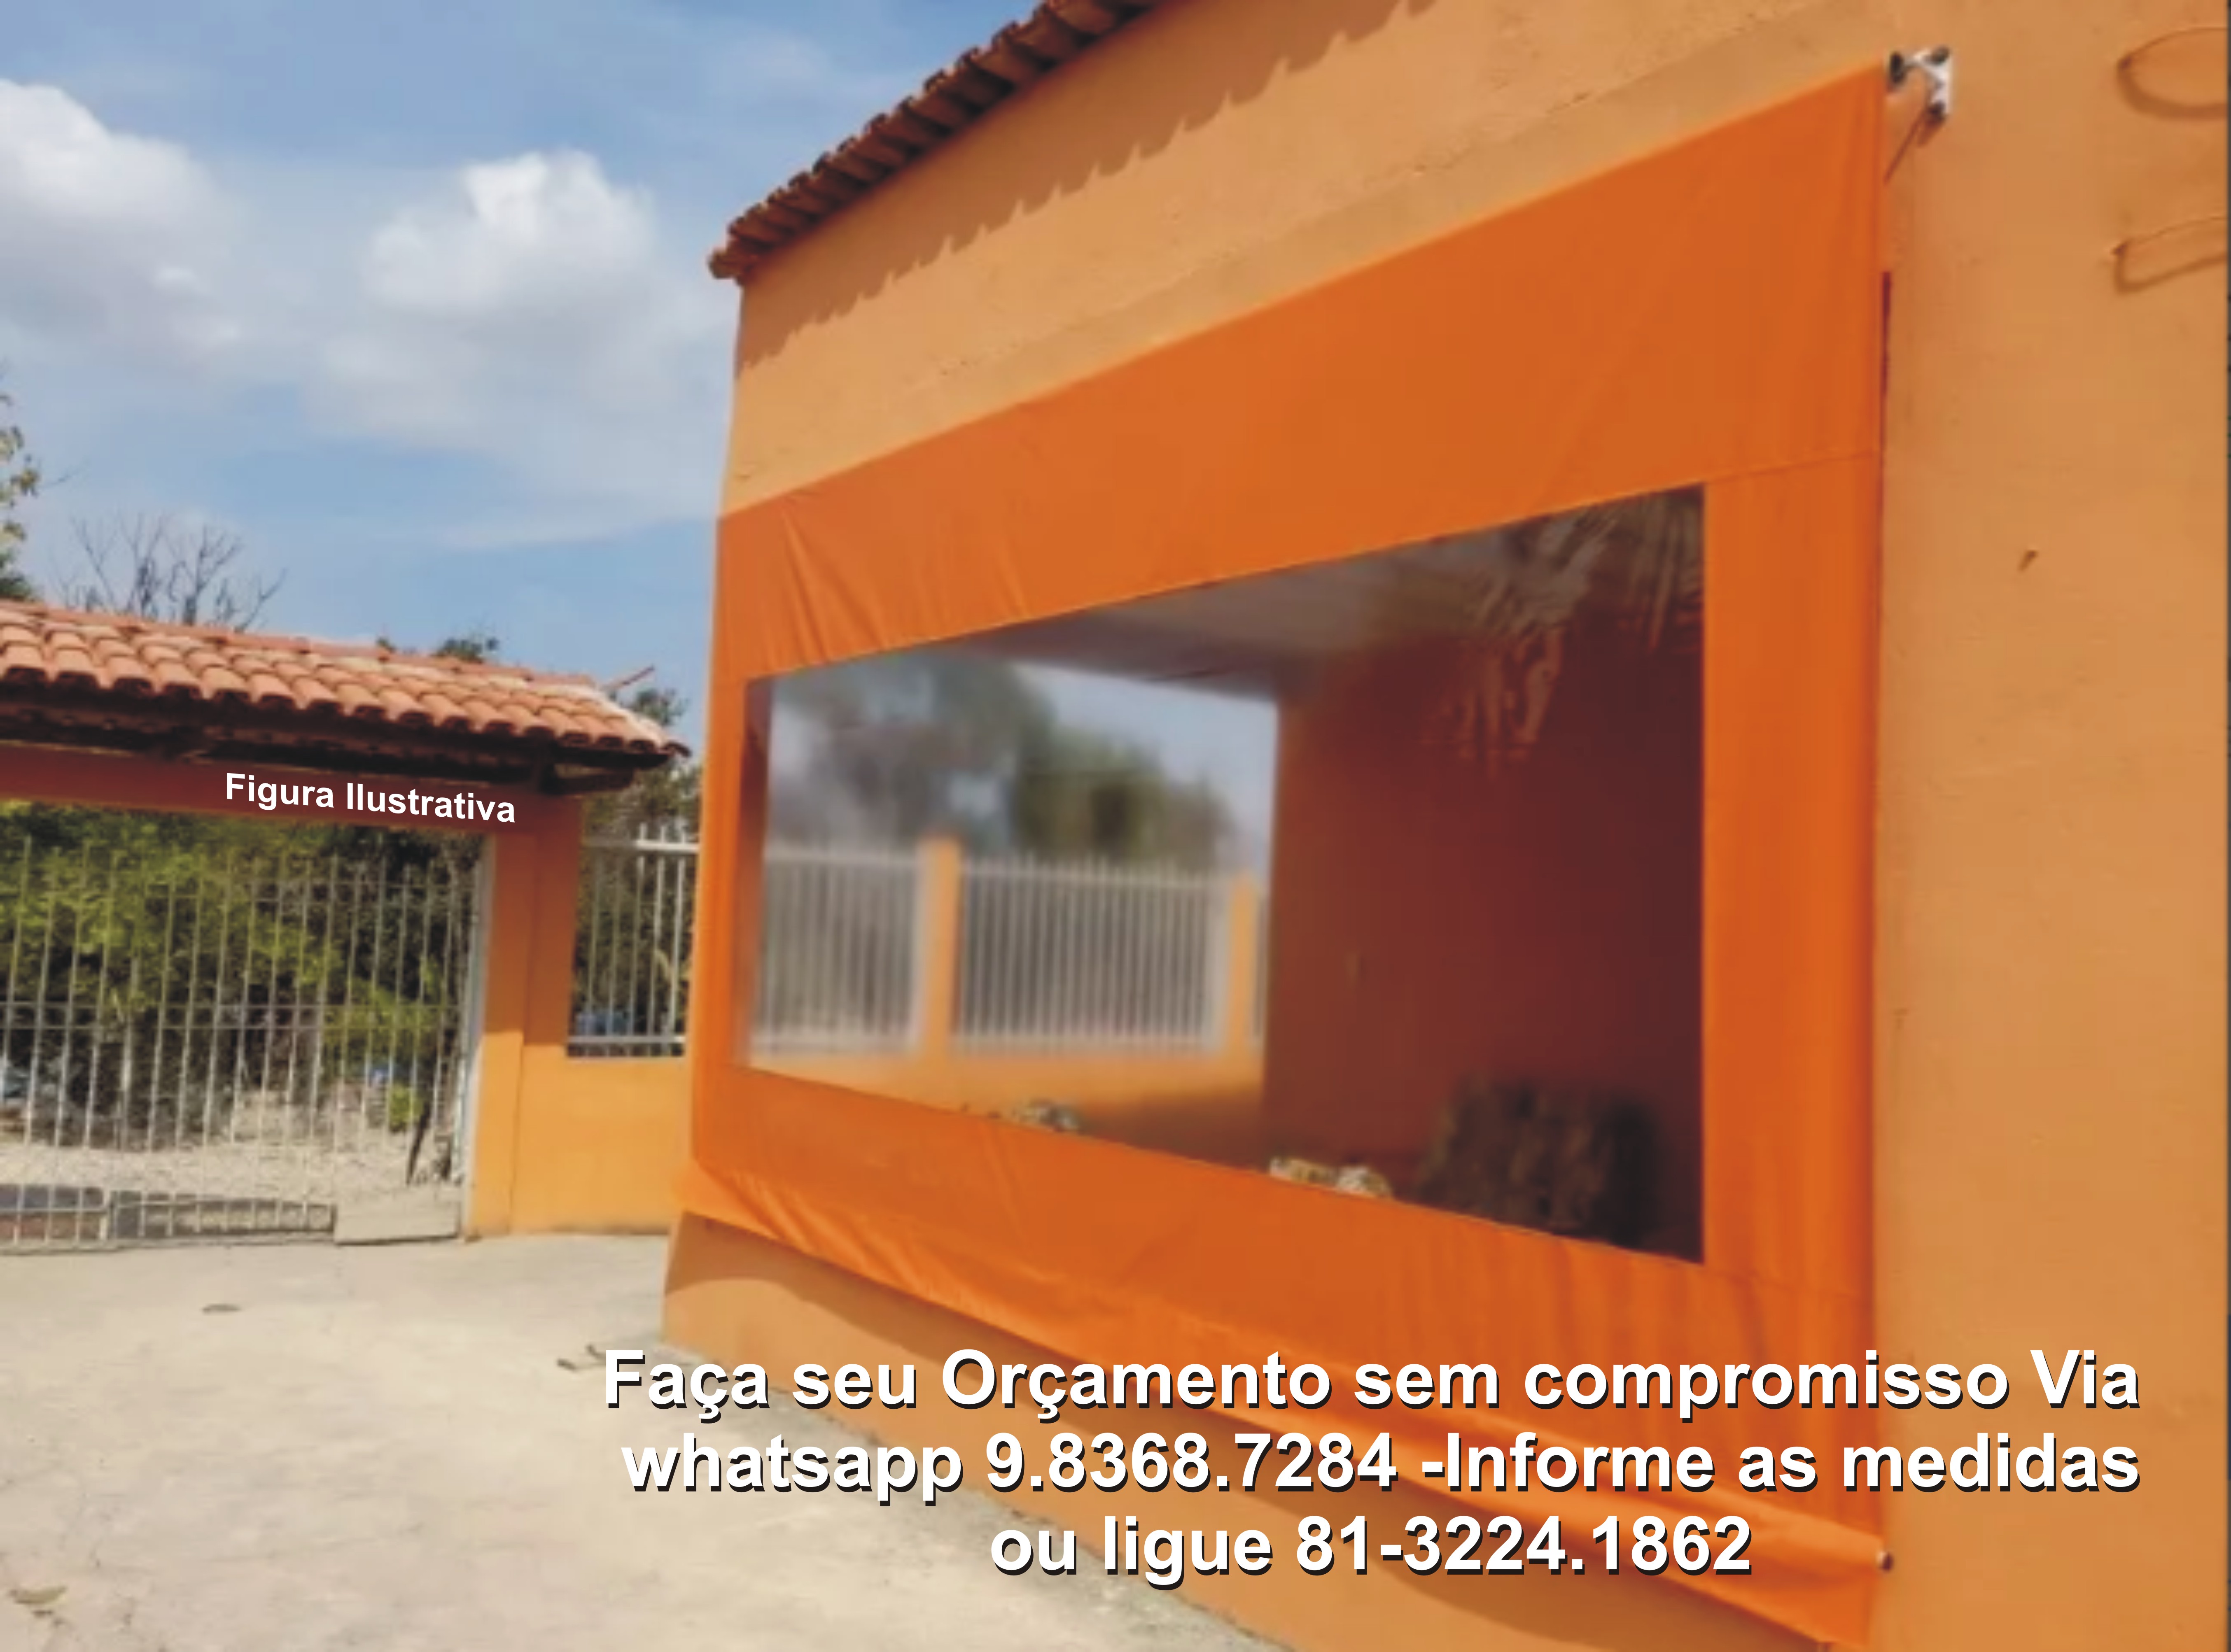 Figura Ilustrativa
Faça seu Orçamento sem compromisso Via
whatsapp 9.8368.7284 -Informe as medidas
ou ligue 81-3224.1862